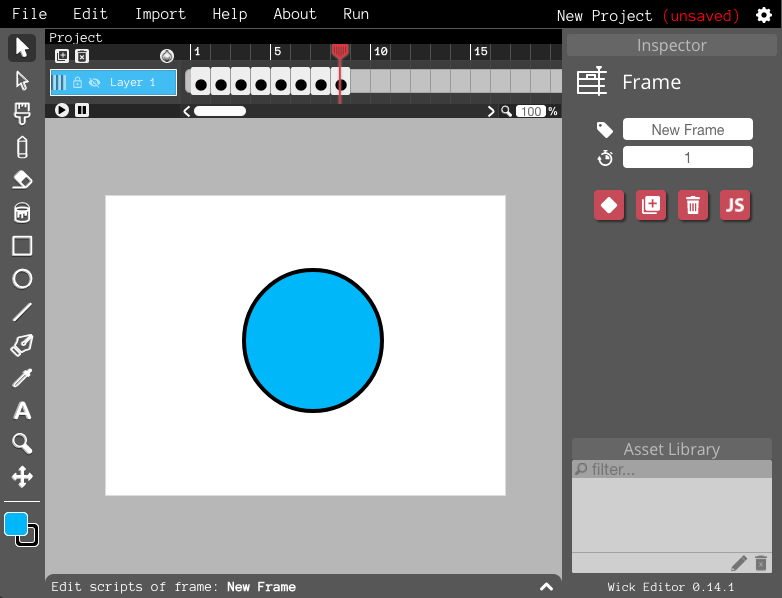 File Edit Import Help About Run New Project (unsaved)
Project
1 5 10 15
Layer 1
100 %
Inspector
Frame
New Frame
1
JS
A
Asset Library
filter...
Edit scripts of frame: New Frame
Wick Editor 0.14.1